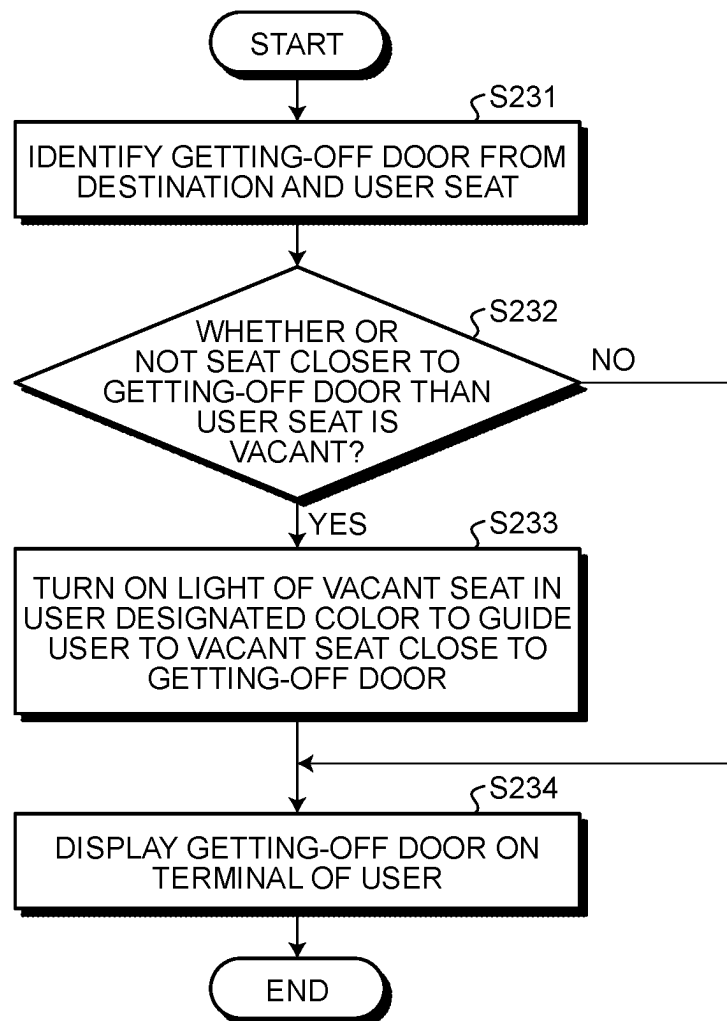 START
S231
IDENTIFY GETTING-OFF DOOR FROM
DESTINATION AND USER SEAT
S232
WHETHER OR
NOT SEAT CLOSER TO
GETTING-OFF DOOR THAN
USER SEAT IS
VACANT?
NO
YES
S233
TURN ON LIGHT OF VACANT SEAT IN
USER DESIGNATED COLOR TO GUIDE
USER TO VACANT SEAT CLOSE TO
GETTING-OFF DOOR
S234
DISPLAY GETTING-OFF DOOR ON
TERMINAL OF USER
END